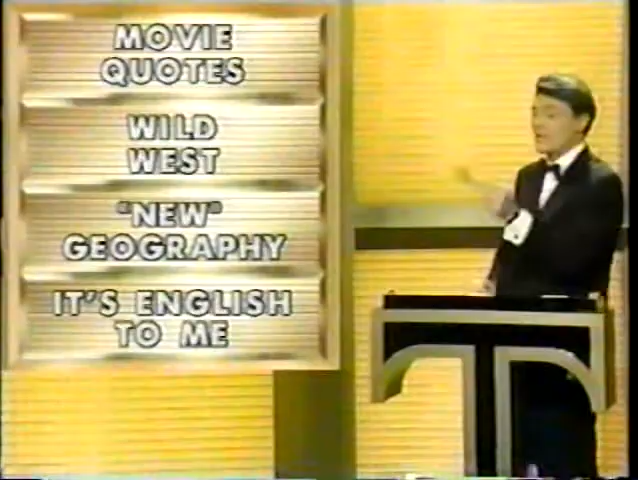 MOVIE
QUOTES
WILD
WEST
"NEW"
GEOGRAPHY
IT'S ENGLISH
TO ME